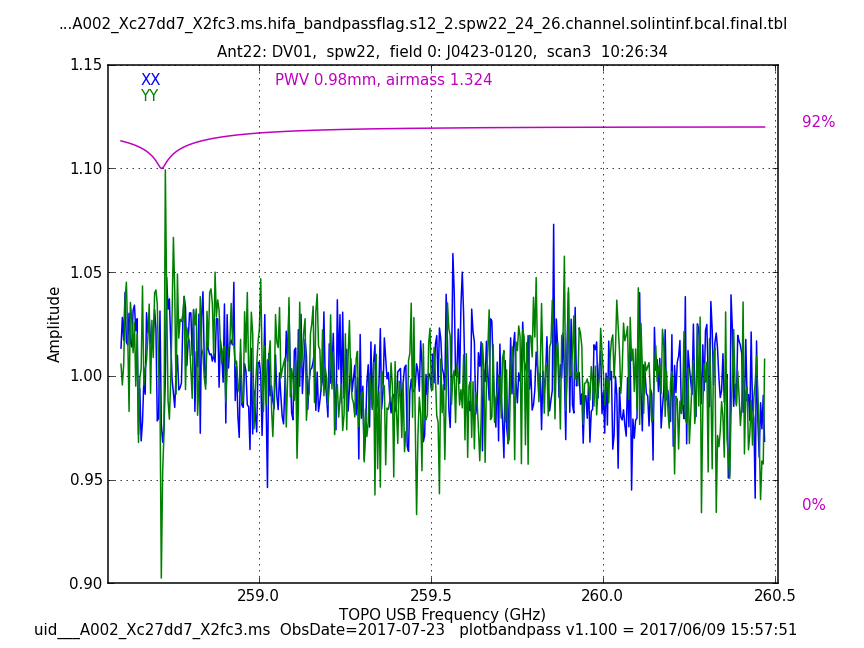 ...A002_Xc27dd7_X2fc3.ms.hifa_bandpassflag.s12_2.spw22_24_26.channel.solintinf.bcal.final.tbl
Ant22: DV01,  spw22,  field 0: J0423-0120,  scan3  10:26:34
1.15
XX
PWV 0.98mm, airmass 1.324
YY
92%
1.10
1.05
Amplitude
1.00
0.95
0%
0.90
259.0
259.5
260.0
260.5
TOPO USB Frequency (GHz)
uid___A002_Xc27dd7_X2fc3.ms  ObsDate=2017-07-23   plotbandpass v1.100 = 2017/06/09 15:57:51